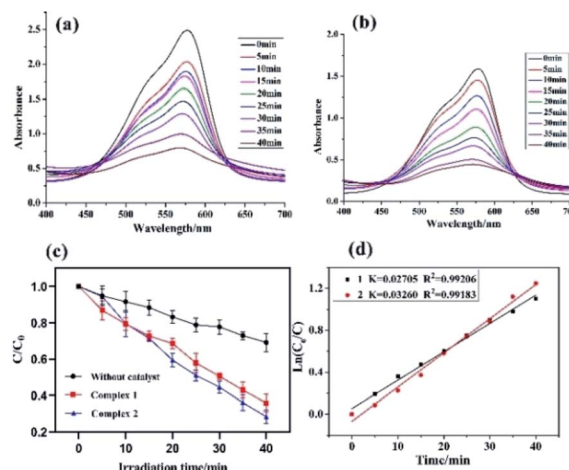 (a)
0min
5min
10min
15min
20min
25min
30min
35min
40min
2.5
2.0
1.5
1.0
0.5
0.0
400 450 500 550 600 650 700
Absorbance
Wavelength/nm
(b)
0min
5min
10min
15min
20min
25min
30min
35min
40min
2.0
1.5
1.0
0.5
0.0
400 450 500 550 600 650 700
Absorbance
Wavelength/nm
(c)
1.0
0.8
0.6
0.4
0.2
Without catalyst
Complex 1
Complex 2
0 10 20 30 40
C/C0
Irradiation time/min
(d)
1 K=0.02705 R²=0.99206
2 K=0.03260 R²=0.99183
1.2
0.6
0.0
0 5 10 15 20 25 30 35 40
Ln(C0/C)
Time/min